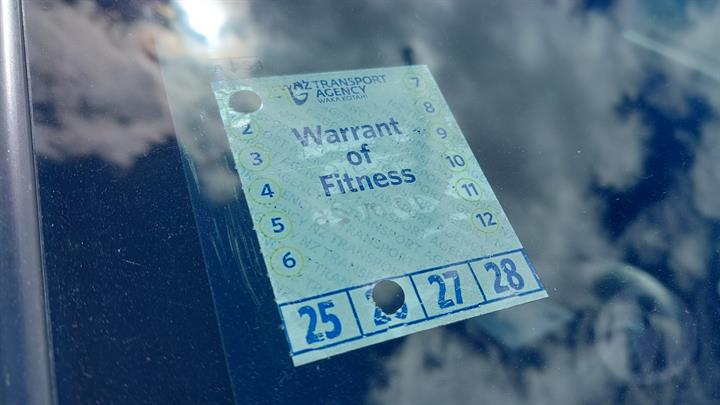 NZ TRANSPORT
AGENCY
WAKA KOTAHI
Warrant
of
Fitness
2
3
4
5
6
7
8
9
10
11
12
25 26 27 28